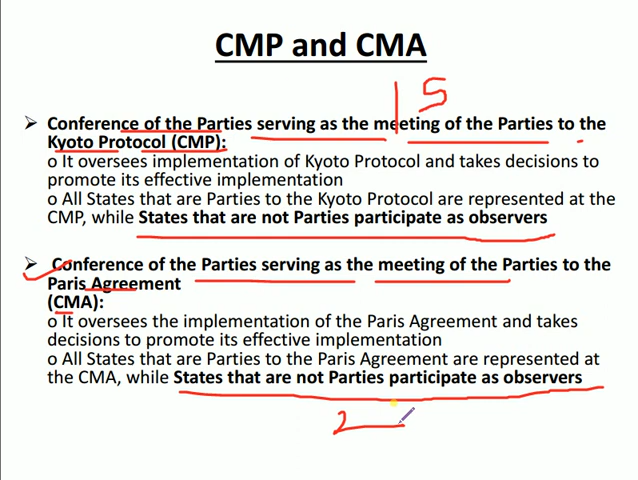 CMP and CMA
15
➢ Conference of the Parties serving as the meeting of the Parties to the
Kyoto Protocol (CMP):
o It oversees implementation of Kyoto Protocol and takes decisions to
promote its effective implementation
o All States that are Parties to the Kyoto Protocol are represented at the
CMP, while States that are not Parties participate as observers
➢ Conference of the Parties serving as the meeting of the Parties to the
Paris Agreement
(CMA):
o It oversees the implementation of the Paris Agreement and takes
decisions to promote its effective implementation
o All States that are Parties to the Paris Agreement are represented at
the CMA, while States that are not Parties participate as observers
2